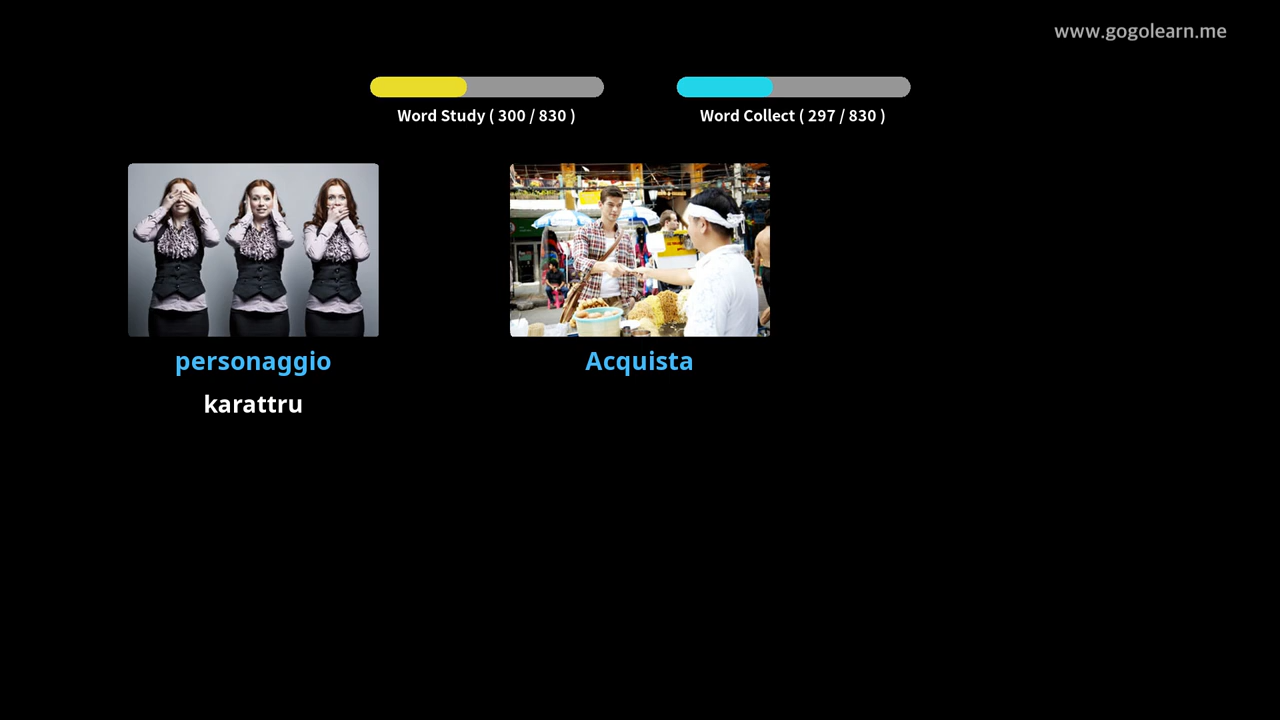 www.gogolearn.me
Word Study ( 300 / 830 )
Word Collect ( 297 / 830 )
personaggio
karattru
Acquista